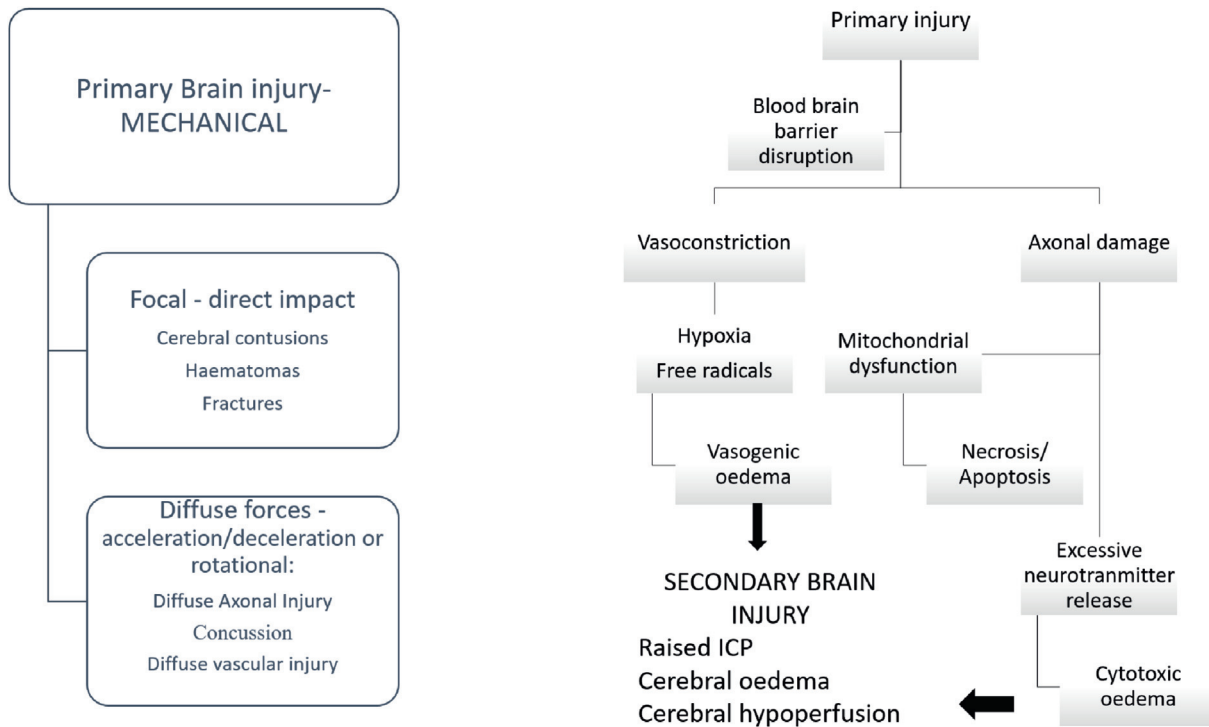 Primary Brain injury-
MECHANICAL
Focal - direct impact
Cerebral contusions
Haematomas
Fractures
Diffuse forces -
acceleration/deceleration or
rotational:
Diffuse Axonal Injury
Concussion
Diffuse vascular injury
Primary injury
Blood brain
barrier
disruption
Vasoconstriction
Axonal damage
Hypoxia
Free radicals
Mitochondrial
dysfunction
Vasogenic
oedema
Necrosis/
Apoptosis
Excessive
neurotranmitter
release
Cytotoxic
oedema
SECONDARY BRAIN
INJURY
Raised ICP
Cerebral oedema
Cerebral hypoperfusion